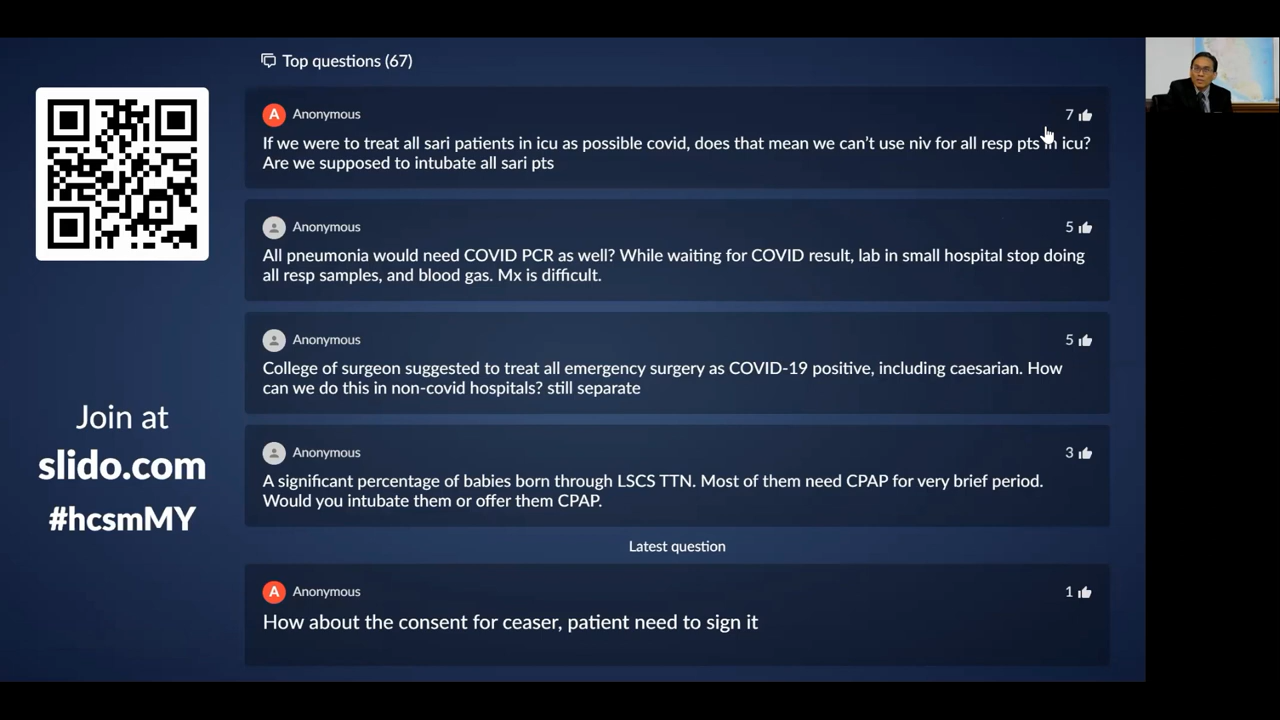 Top questions (67)
A Anonymous
7
If we were to treat all sari patients in icu as possible covid, does that mean we can't use niv for all resp pts in icu?
Are we supposed to intubate all sari pts
Anonymous
5
All pneumonia would need COVID PCR as well? While waiting for COVID result, lab in small hospital stop doing
all resp samples, and blood gas. Mx is difficult.
Anonymous
5
College of surgeon suggested to treat all emergency surgery as COVID-19 positive, including caesarian. How
can we do this in non-covid hospitals? still separate
Anonymous
3
A significant percentage of babies born through LSCS TTN. Most of them need CPAP for very brief period.
Would you intubate them or offer them CPAP.
Latest question
A Anonymous
1
How about the consent for ceaser, patient need to sign it
Join at
slido.com
#hcsmMY